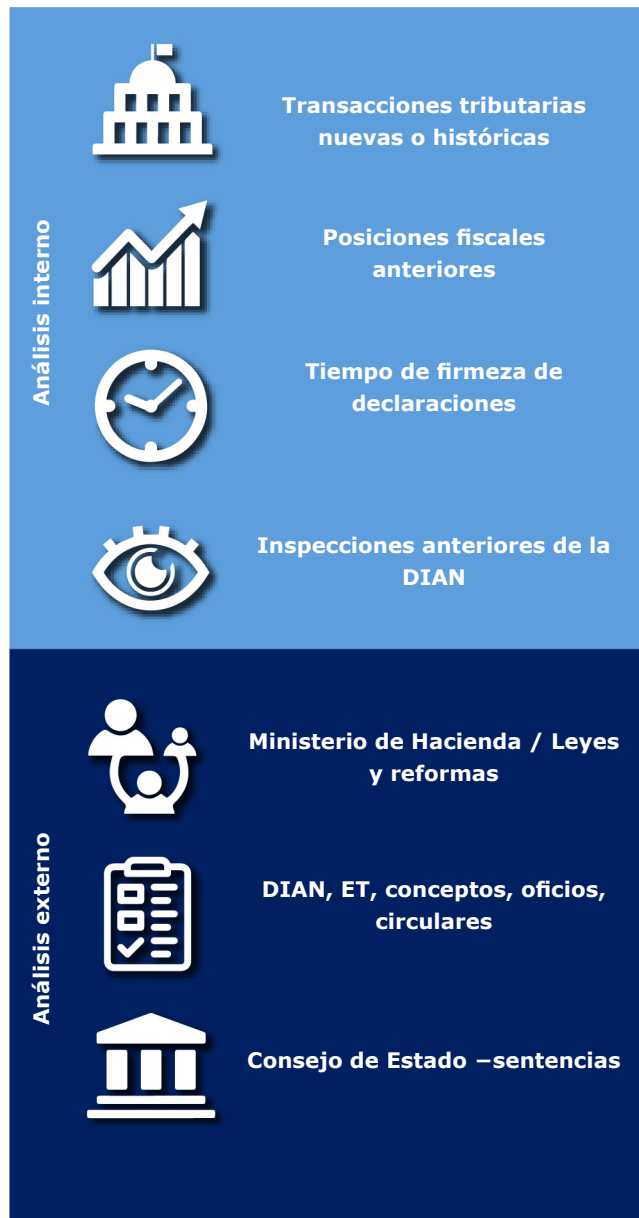 Análisis interno
Transacciones tributarias
nuevas o históricas
Posiciones fiscales
anteriores
Tiempo de firmeza de
declaraciones
Inspecciones anteriores de la
DIAN
Análisis externo
Ministerio de Hacienda / Leyes
y reformas
DIAN, ET, conceptos, oficios,
circulares
Consejo de Estado –sentencias